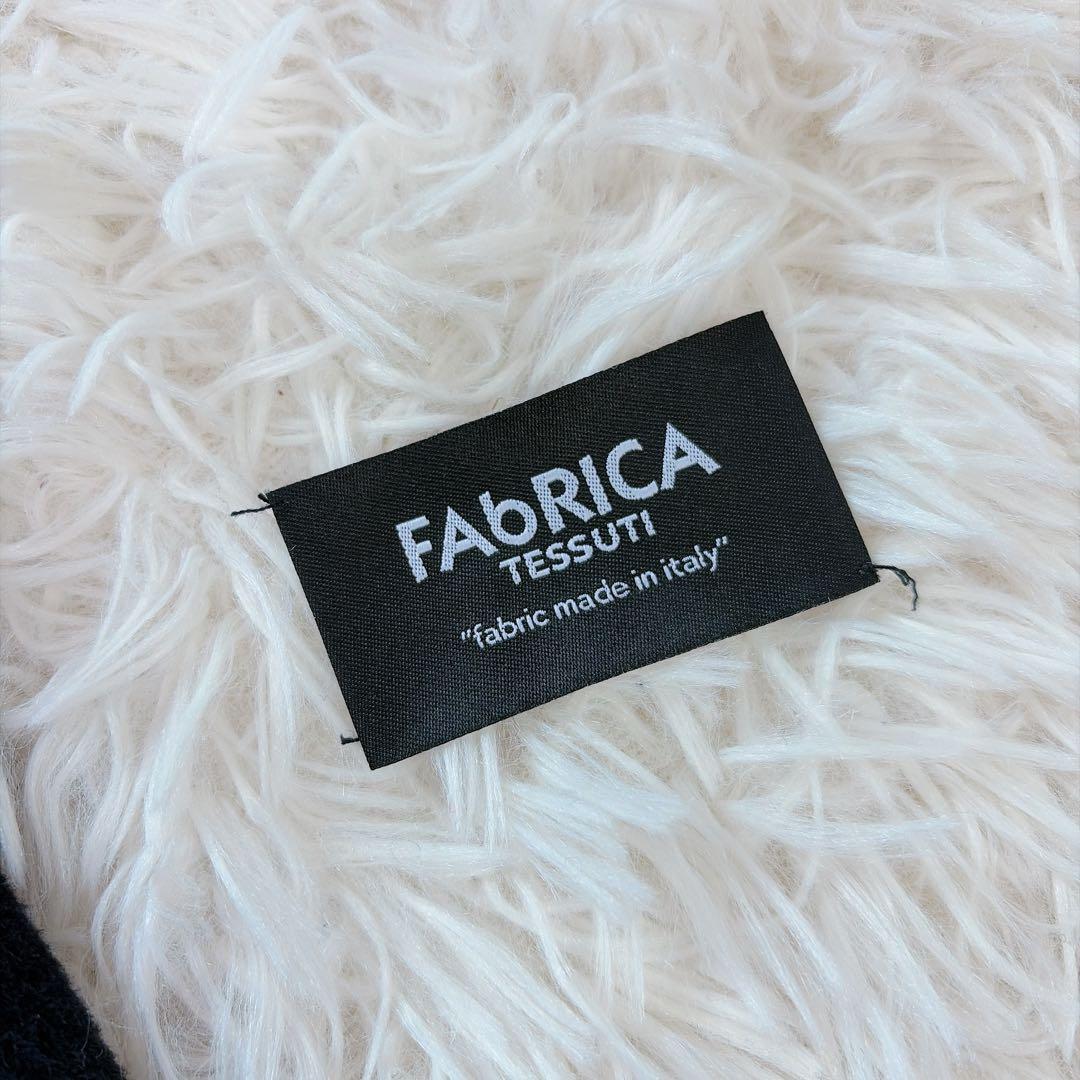 FAbRICA
TESSUTI
"fabric made in italy"